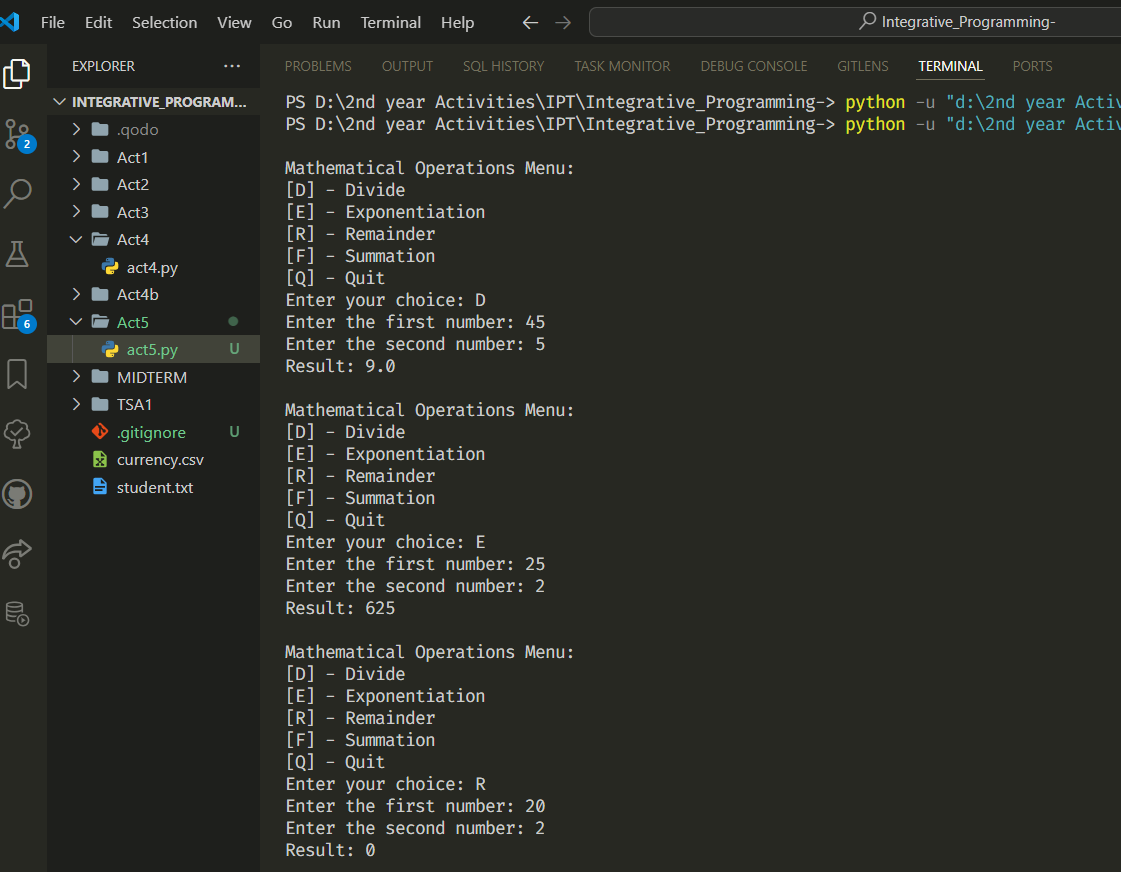 File Edit Selection View Go Run Terminal Help
Integrative_Programming-
EXPLORER
INTEGRATIVE_PROGRAM...
.qodo
Act1
Act2
Act3
Act4
act4.py
Act4b
Act5
act5.py U
MIDTERM
TSA1
.gitignore U
currency.csv
student.txt
2
6
PROBLEMS OUTPUT SQL HISTORY TASK MONITOR DEBUG CONSOLE GITLENS TERMINAL PORTS
PS D:\2nd year Activities\IPT\Integrative_Programming-> python -u "d:\2nd year Activ
PS D:\2nd year Activities\IPT\Integrative_Programming-> python -u "d:\2nd year Activ
Mathematical Operations Menu:
[D] - Divide
[E] - Exponentiation
[R] - Remainder
[F] - Summation
[Q] - Quit
Enter your choice: D
Enter the first number: 45
Enter the second number: 5
Result: 9.0
Mathematical Operations Menu:
[D] - Divide
[E] - Exponentiation
[R] - Remainder
[F] - Summation
[Q] - Quit
Enter your choice: E
Enter the first number: 25
Enter the second number: 2
Result: 625
Mathematical Operations Menu:
[D] - Divide
[E] - Exponentiation
[R] - Remainder
[F] - Summation
[Q] - Quit
Enter your choice: R
Enter the first number: 20
Enter the second number: 2
Result: 0